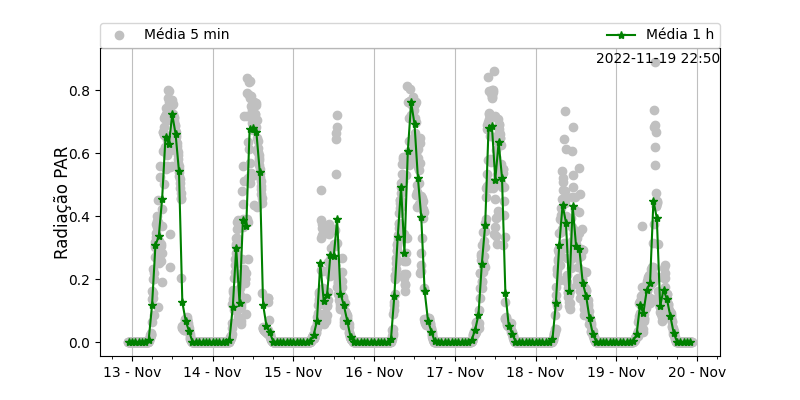 Média 5 min
Média 1 h
2022-11-19 22:50
Radiação PAR
0.8
0.6
0.4
0.2
0.0
13 - Nov
14 - Nov
15 - Nov
16 - Nov
17 - Nov
18 - Nov
19 - Nov
20 - Nov